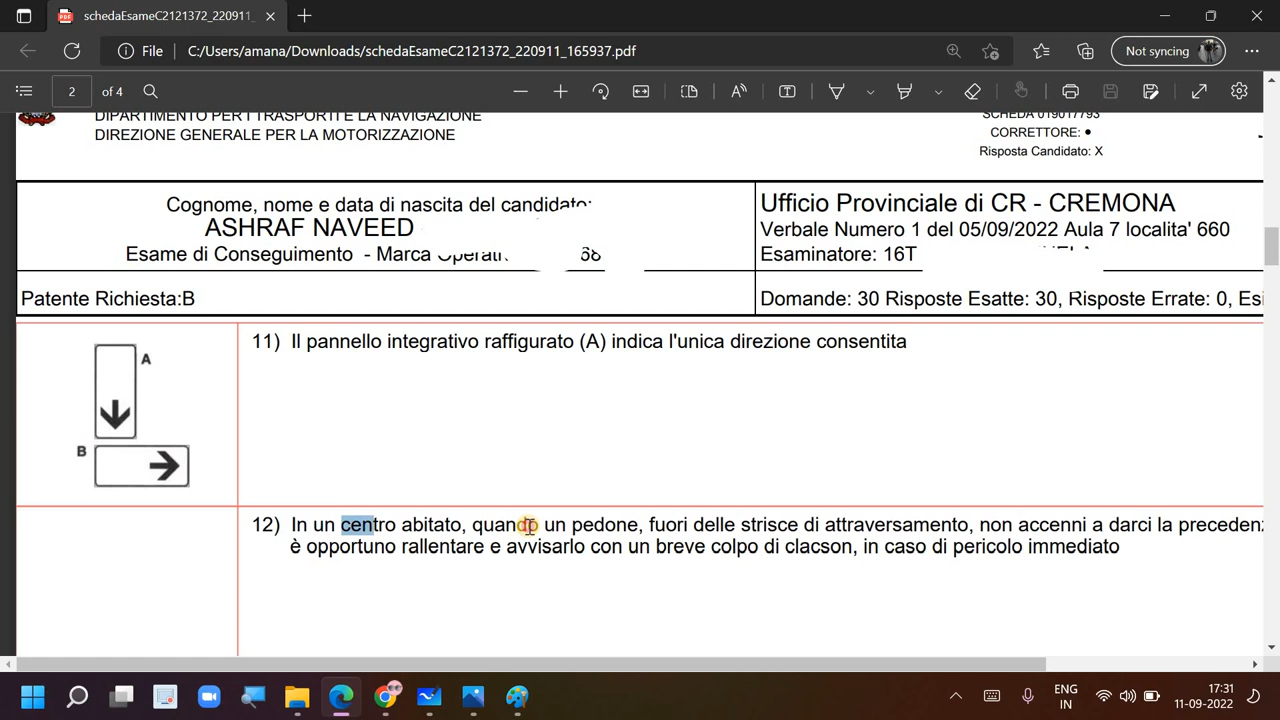 schedaEsameC2121372_220911_
File
C:/Users/amana/Downloads/schedaEsameC2121372_220911_165937.pdf
Not syncing
2 of 4
DIPARTIMENTO PER I TRASPORTI E LA NAVIGAZIONE
DIREZIONE GENERALE PER LA MOTORIZZAZIONE
SCHEDA 019017793
CORRETTORE: ●
Risposta Candidato: X
Cognome, nome e data di nascita del candidato:
ASHRAF NAVEED
Esame di Conseguimento - Marca 68
Patente Richiesta:B
Ufficio Provinciale di CR - CREMONA
Verbale Numero 1 del 05/09/2022 Aula 7 localita' 660
Esaminatore: 16T
Domande: 30 Risposte Esatte: 30, Risposte Errate: 0, Esi
A
B
11) Il pannello integrativo raffigurato (A) indica l'unica direzione consentita
12) In un centro abitato, quando un pedone, fuori delle strisce di attraversamento, non accenni a darci la preceden
è opportuno rallentare e avvisarlo con un breve colpo di clacson, in caso di pericolo immediato
ENG
IN
17:31
11-09-2022